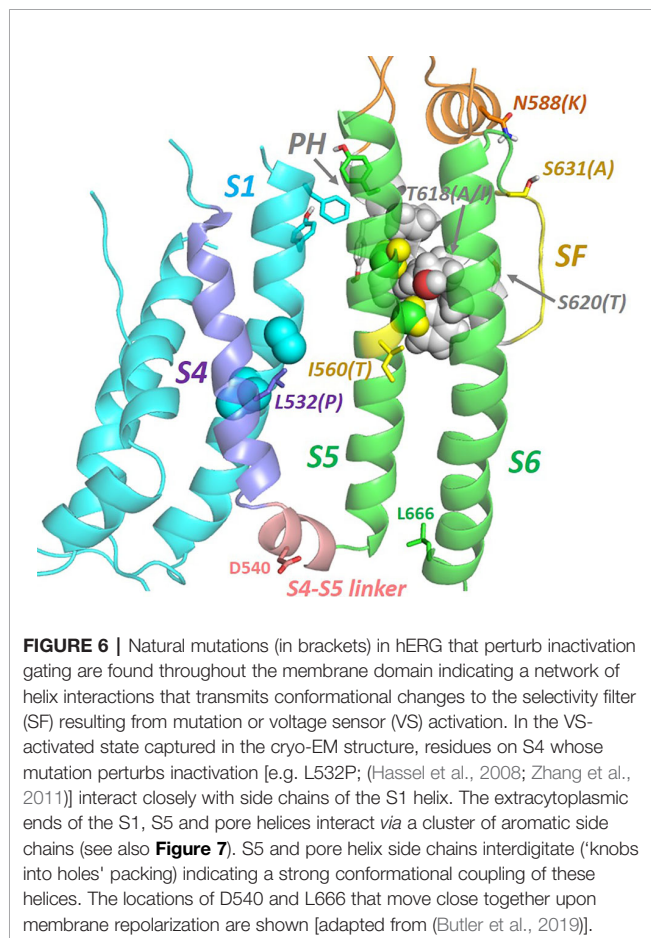 N588(K)
PH
S1
S631(A)
T618(A/I)
SF
S620(T)
S4
I560(T)
L532(P)
S5
S6
L666
D540
S4-S5 linker
FIGURE 6 | Natural mutations (in brackets) in hERG that perturb inactivation
gating are found throughout the membrane domain indicating a network of
helix interactions that transmits conformational changes to the selectivity filter
(SF) resulting from mutation or voltage sensor (VS) activation. In the VS-
activated state captured in the cryo-EM structure, residues on S4 whose
mutation perturbs inactivation [e.g. L532P; (Hassel et al., 2008; Zhang et al.,
2011)] interact closely with side chains of the S1 helix. The extracytoplasmic
ends of the S1, S5 and pore helices interact via a cluster of aromatic side
chains (see also Figure 7). S5 and pore helix side chains interdigitate (‘knobs
into holes' packing) indicating a strong conformational coupling of these
helices. The locations of D540 and L666 that move close together upon
membrane repolarization are shown [adapted from (Butler et al., 2019)].